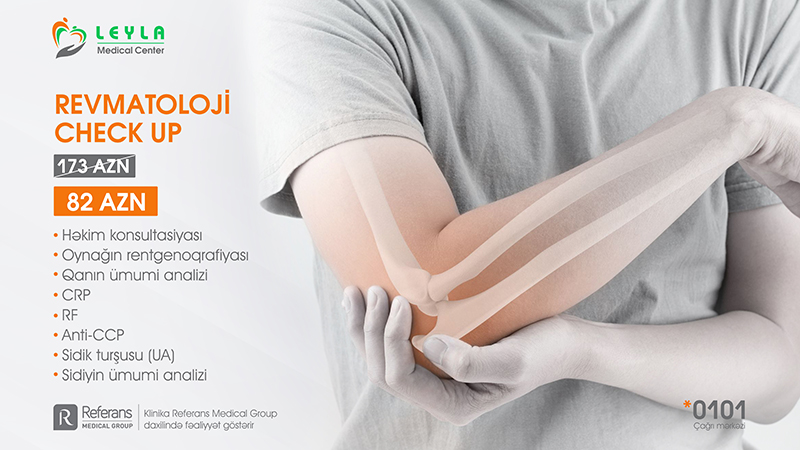 LEYLA
Medical Center
REVMATOLOJİ
CHECK UP
173 AZN
82 AZN
• Həkim konsultasiyası
• Oynağın rentgenoqrafiyası
• Qanın ümumi analizi
• CRP
• RF
• Anti-CCP
• Sidik turşusu (UA)
• Sidiyin ümumi analizi
R Referans
MEDICAL GROUP
Klinika Referans Medical Group
daxilində fəaliyyət göstərir
*0101
Çağrı mərkəzi